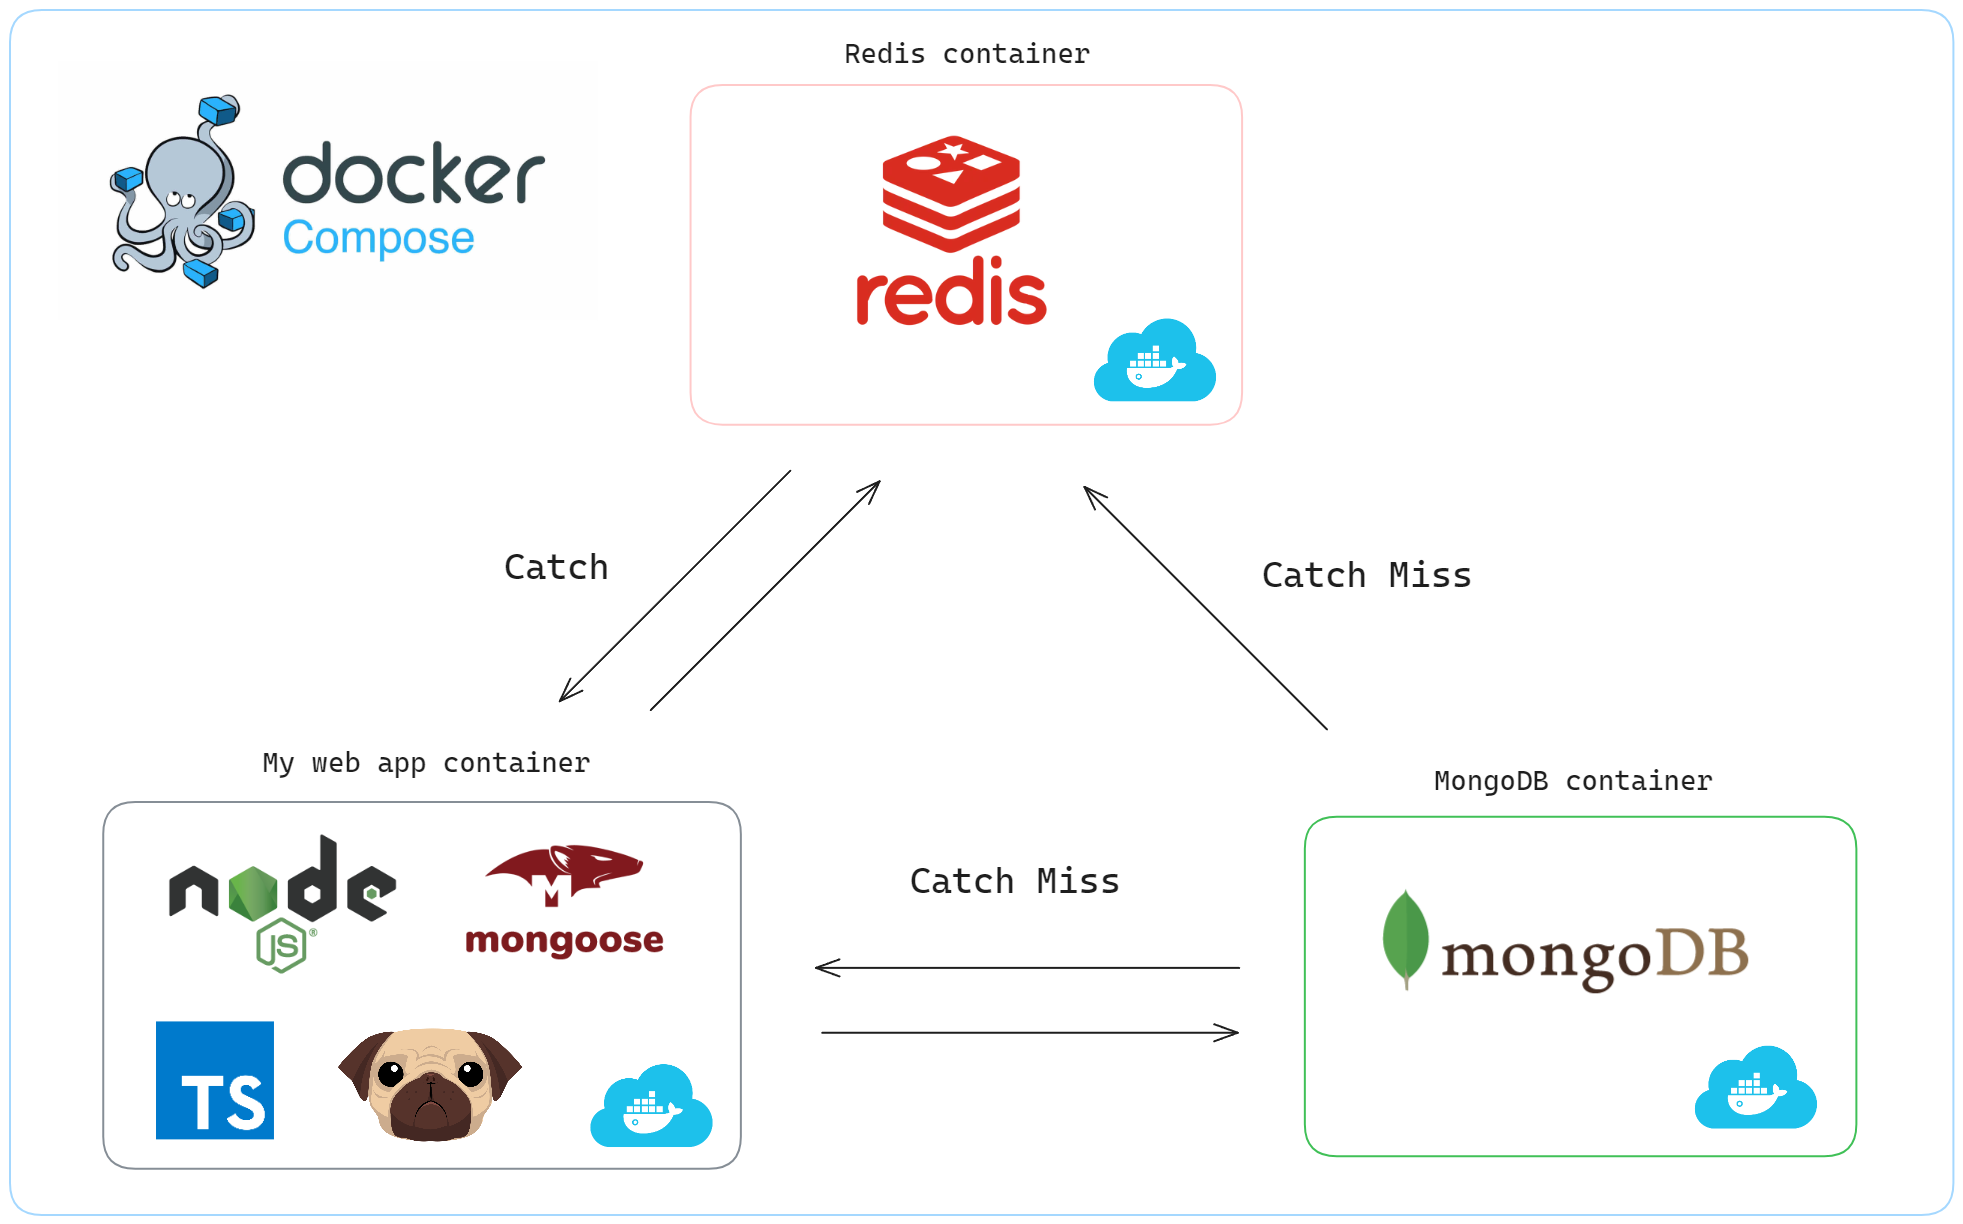 Redis container
docker
Compose
redis
Catch
Catch Miss
My web app container
MongoDB container
node
JS®
M
mongoose
Catch Miss
mongoDB
TS